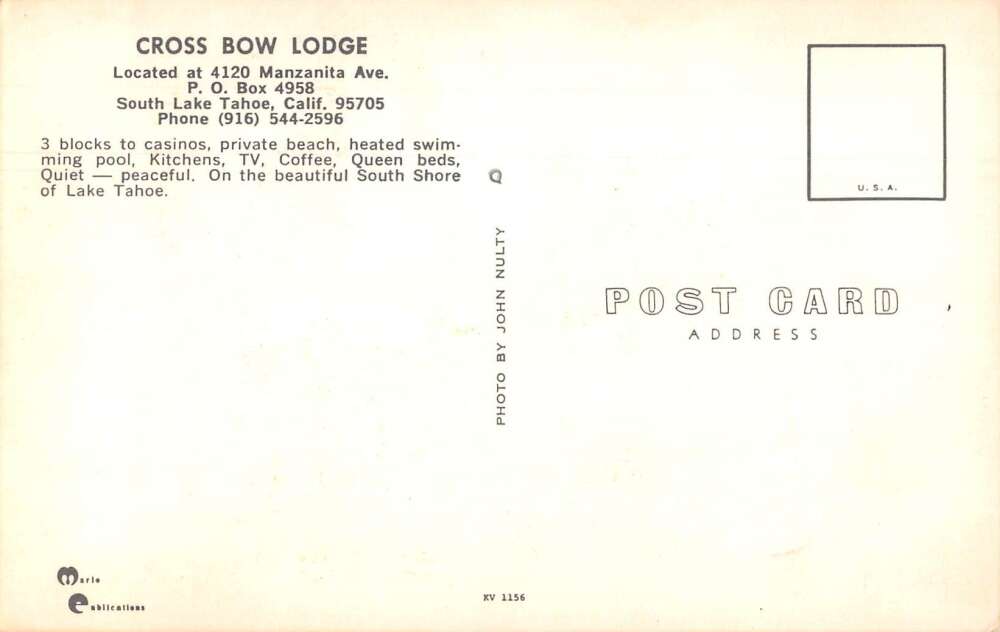 CROSS BOW LODGE
Located at 4120 Manzanita Ave.
P. O. Box 4958
South Lake Tahoe, Calif. 95705
Phone (916) 544-2596
3 blocks to casinos, private beach, heated swim-
ming pool, Kitchens, TV, Coffee, Queen beds,
Quiet — peaceful. On the beautiful South Shore
of Lake Tahoe.
PHOTO BY JOHN NULTY
U. S. A.
POST CARD
ADDRESS
KV 1156